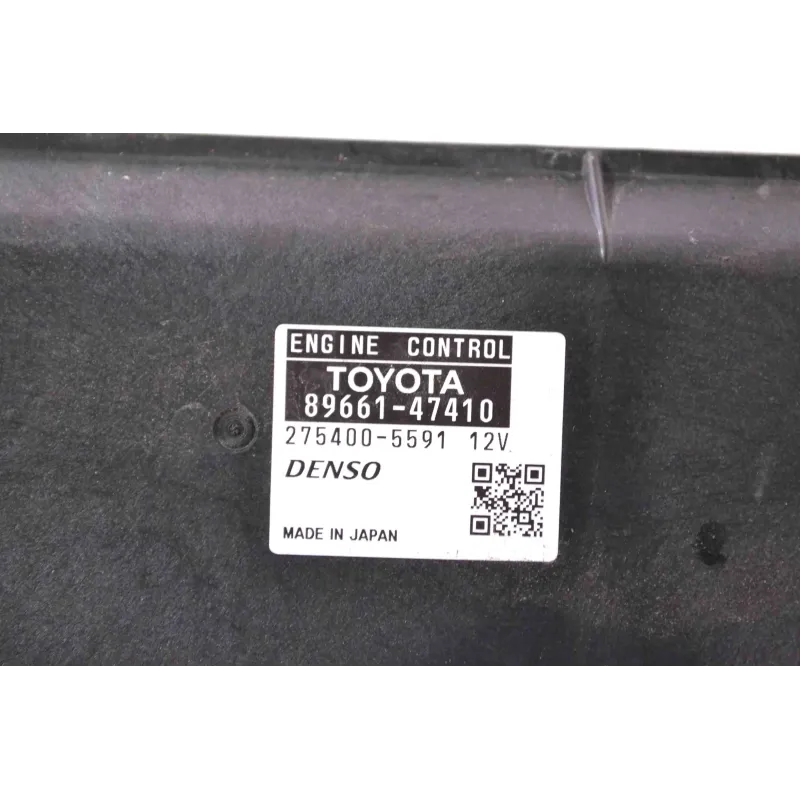 ENGINE CONTROL
TOYOTA
89661-47410
275400-5591 12V
DENSO
MADE IN JAPAN